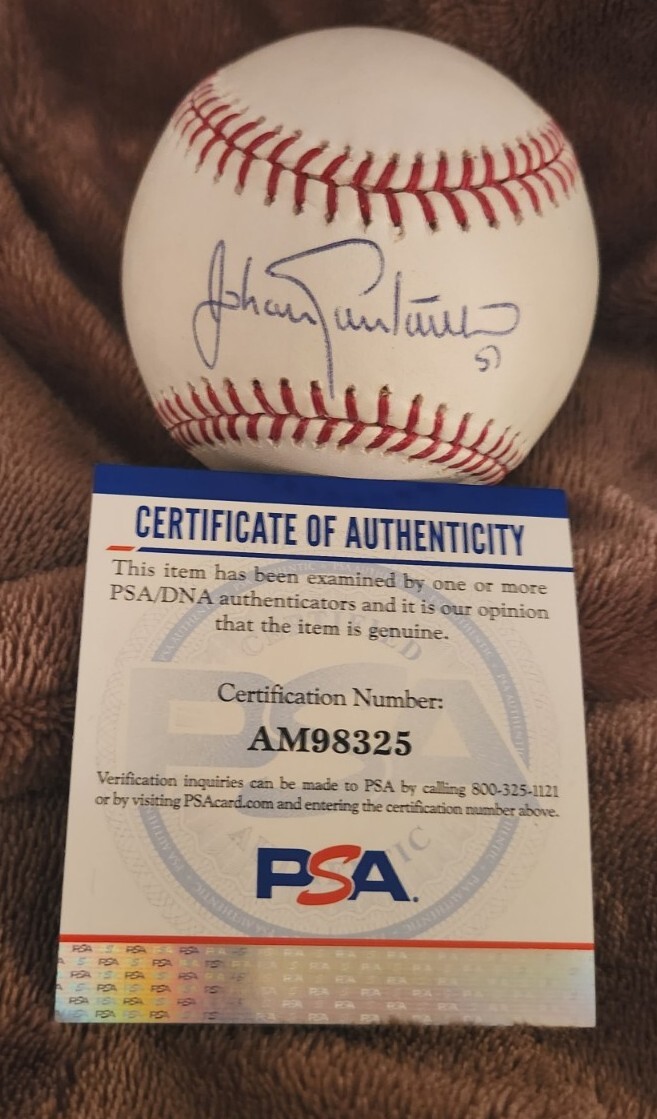 Johan Santana
57
CERTIFICATE OF AUTHENTICITY
This item has been examined by one or more
PSA/DNA authenticators and it is our opinion
that the item is genuine.
Certification Number:
AM98325
Verification inquiries can be made to PSA by calling 800-325-1121
or by visiting PSAcard.com and entering the certification number above.
PSA.